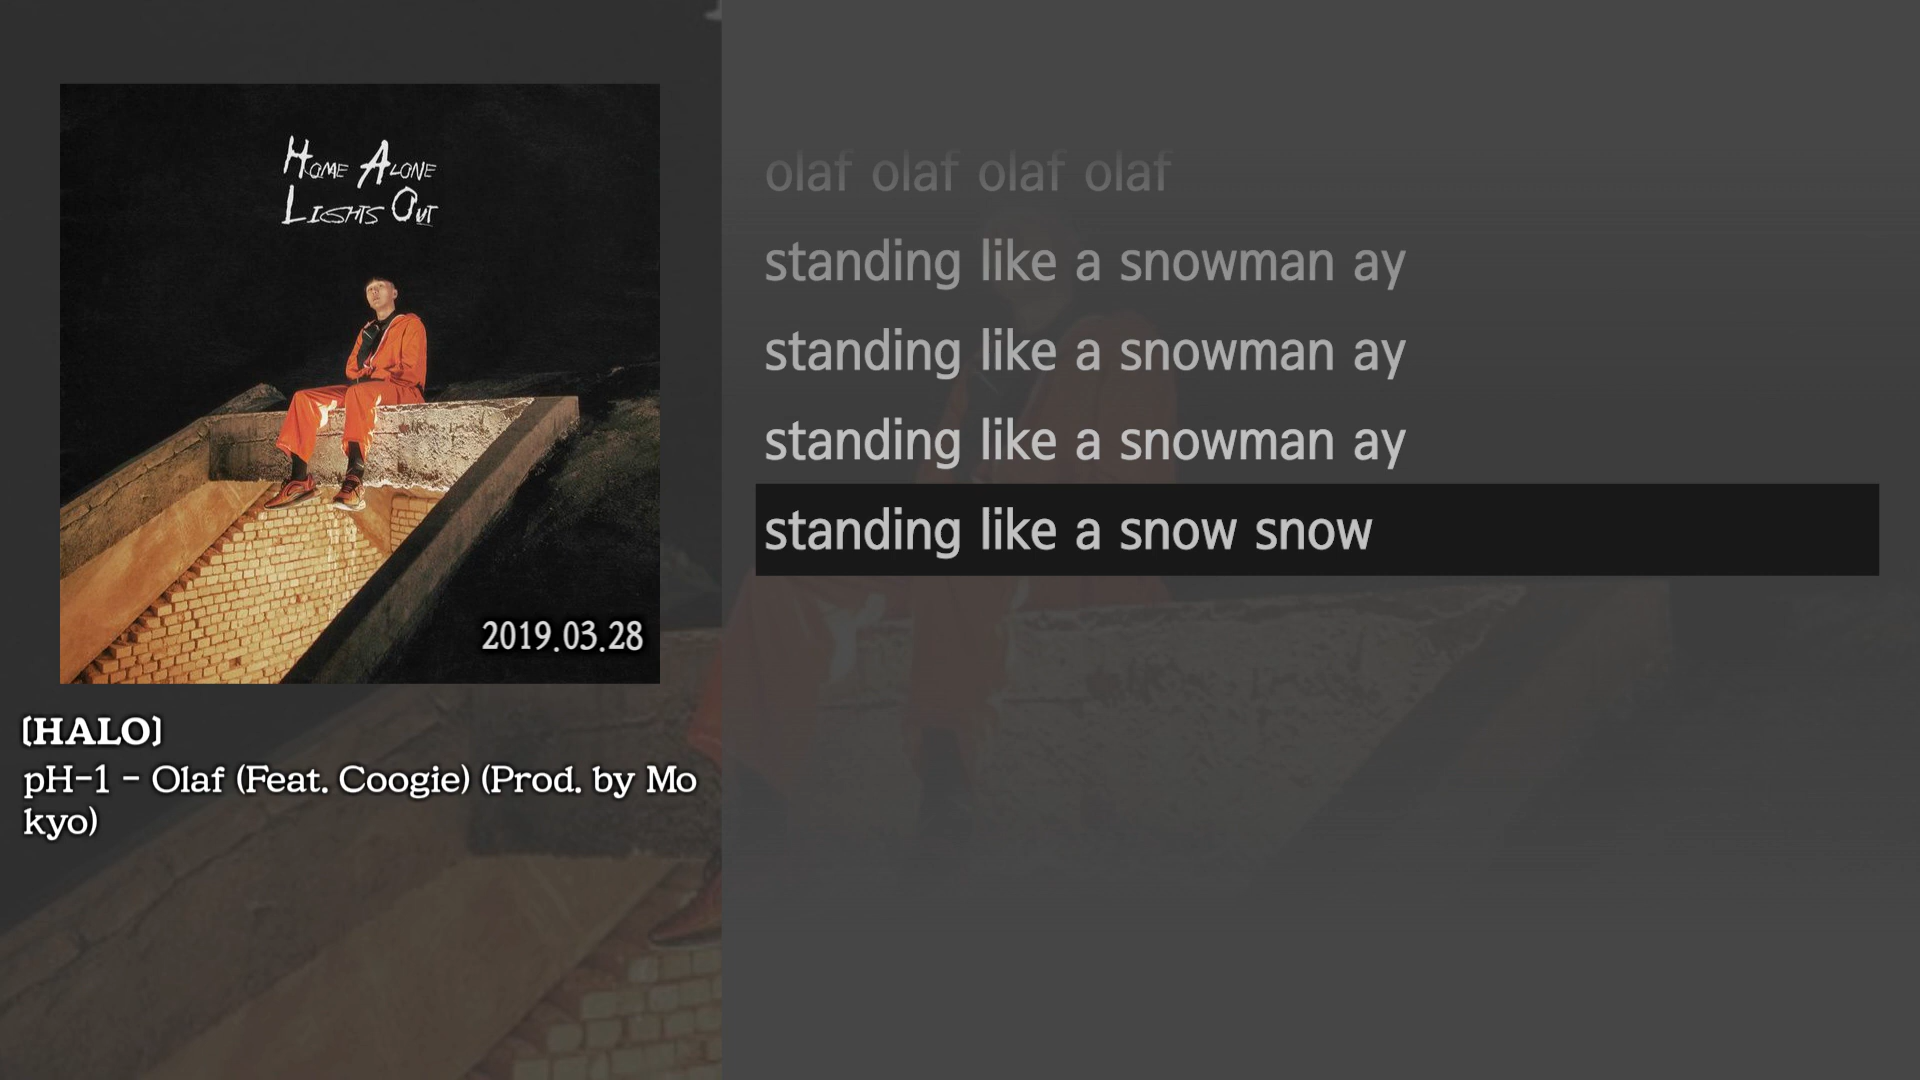 Home Alone
Lights Out
2019.03.28
[HALO]
pH-1 - Olaf (Feat. Coogie) (Prod. by Mo
kyo)
olaf olaf olaf olaf
standing like a snowman ay
standing like a snowman ay
standing like a snowman ay
standing like a snow snow